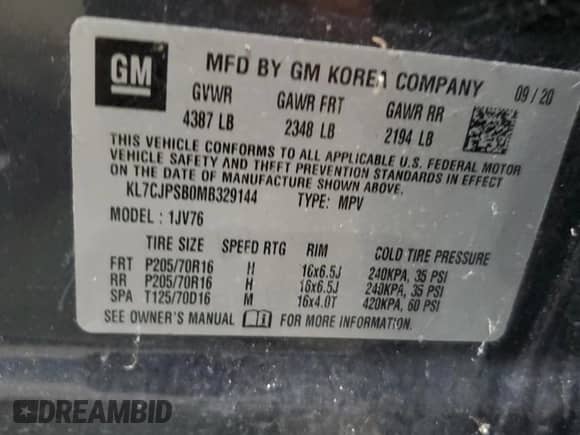 GM
MFD BY GM KOREA COMPANY
09/20
GVWR GAWR FRT GAWR RR
4387 LB 2348 LB 2194 LB
THIS VEHICLE CONFORMS TO ALL APPLICABLE U.S. FEDERAL MOTOR
VEHICLE SAFETY AND THEFT PREVENTION STANDARDS IN EFFECT
ON THE DATE OF MANUFACTURE SHOWN ABOVE.
KL7CJPSB0MB329144 TYPE: MPV
MODEL : 1JV76
TIRE SIZE SPEED RTG RIM COLD TIRE PRESSURE
FRT P205/70R16 H 16x6.5J 240KPA, 35 PSI
RR P205/70R16 H 16x6.5J 240KPA, 35 PSI
SPA T125/70D16 M 16x4.0T 420KPA, 60 PSI
SEE OWNER'S MANUAL FOR MORE INFORMATION.
DREAMBID